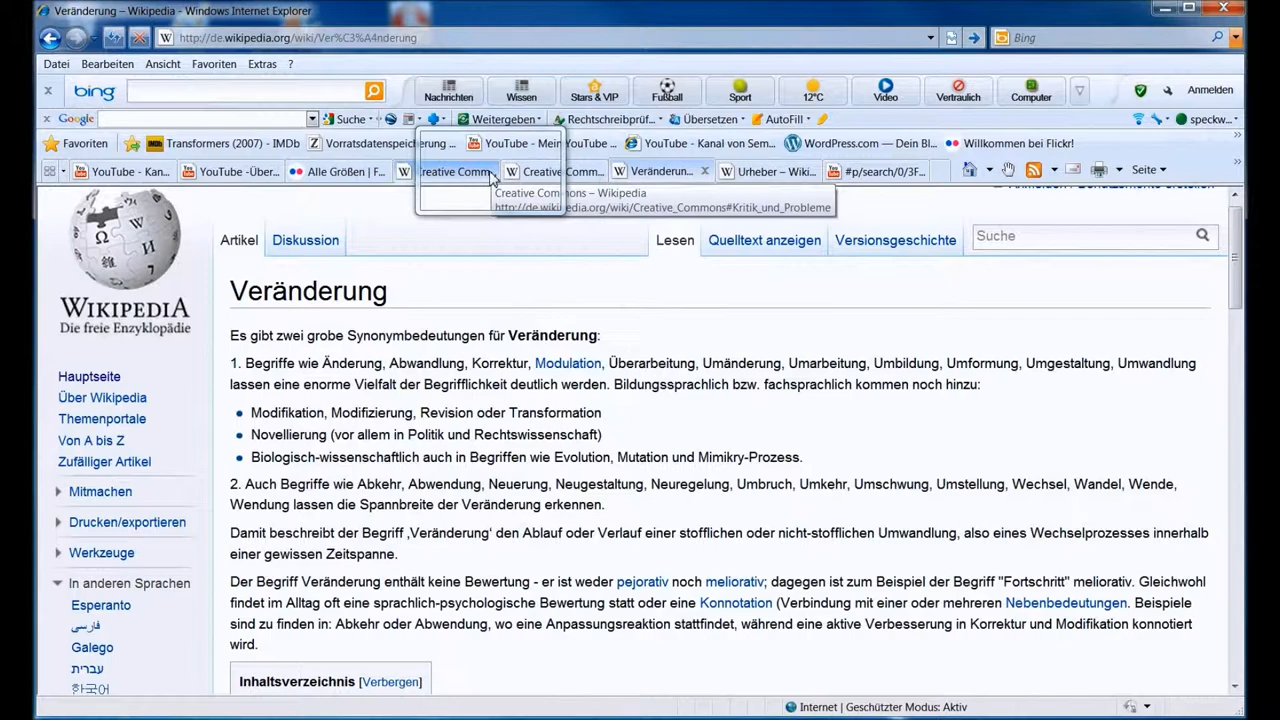 Veränderung – Wikipedia - Windows Internet Explorer
http://de.wikipedia.org/wiki/Ver%C3%A4nderung
Bing
Datei Bearbeiten Ansicht Favoriten Extras ?
bing Nachrichten Wissen Stars & VIP Fußball Sport 12°C Video Vertraulich Computer Anmelden
Google Suche Weitergeben Rechtschreibprüf... Übersetzen AutoFill speckw...
Favoriten Transformers (2007) - IMDb Vorratsdatenspeicherung ... YouTube - Mein YouTube - Kanal von ... WordPress.com — Dein Bl... Willkommen bei Flickr!
YouTube - Kan... YouTube -Über... Alle Größen | F... Creative Comm... Creative Comm... Veränderun... Urheber – Wiki... #p/search/0/3F... Seite
Creative Commons – Wikipedia
http://de.wikipedia.org/wiki/Creative_Commons#Kritik_und_Probleme
Artikel Diskussion Lesen Quelltext anzeigen Versionsgeschichte Suche
WIKIPEDIA
Die freie Enzyklopädie
Hauptseite
Über Wikipedia
Themenportale
Von A bis Z
Zufälliger Artikel
Mitmachen
Drucken/exportieren
Werkzeuge
In anderen Sprachen
Esperanto
فارسی
Galego
עברית
한국어
Veränderung
Es gibt zwei grobe Synonymbedeutungen für Veränderung:
1. Begriffe wie Änderung, Abwandlung, Korrektur, Modulation, Überarbeitung, Umänderung, Umarbeitung, Umbildung, Umformung, Umgestaltung, Umwandlung
lassen eine enorme Vielfalt der Begrifflichkeit deutlich werden. Bildungssprachlich bzw. fachsprachlich kommen noch hinzu:
Modifikation, Modifizierung, Revision oder Transformation
Novellierung (vor allem in Politik und Rechtswissenschaft)
Biologisch-wissenschaftlich auch in Begriffen wie Evolution, Mutation und Mimikry-Prozess.
2. Auch Begriffe wie Abkehr, Abwendung, Neuerung, Neugestaltung, Neuregelung, Umbruch, Umkehr, Umschwung, Umstellung, Wechsel, Wandel, Wende,
Wendung lassen die Spannbreite der Veränderung erkennen.
Damit beschreibt der Begriff ‚Veränderung‘ den Ablauf oder Verlauf einer stofflichen oder nicht-stofflichen Umwandlung, also eines Wechselprozesses innerhalb
einer gewissen Zeitspanne.
Der Begriff Veränderung enthält keine Bewertung - er ist weder pejorativ noch meliorativ; dagegen ist zum Beispiel der Begriff "Fortschritt" meliorativ. Gleichwohl
findet im Alltag oft eine sprachlich-psychologische Bewertung statt oder eine Konnotation (Verbindung mit einer oder mehreren Nebenbedeutungen. Beispiele
sind zu finden in: Abkehr oder Abwendung, wo eine Anpassungsreaktion stattfindet, während eine aktive Verbesserung in Korrektur und Modifikation konnotiert
wird.
Inhaltsverzeichnis [Verbergen]
Internet | Geschützter Modus: Aktiv